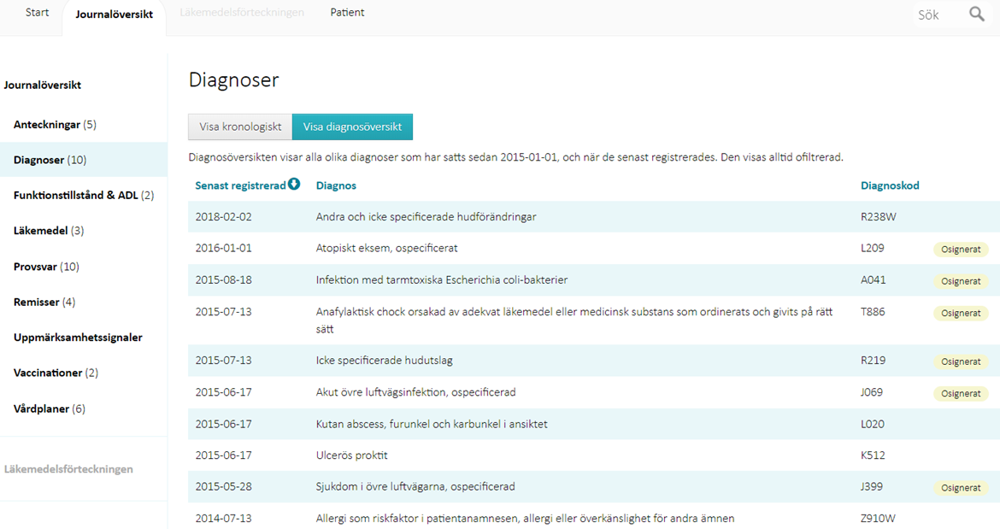 Start
Journalöversikt
Läkemedelsförteckningen
Patient
Sök
Journalöversikt
Anteckningar (5)
Diagnoser (10)
Funktionstillstånd & ADL (2)
Läkemedel (3)
Provsvar (10)
Remisser (4)
Uppmärksamhetssignaler
Vaccinationer (2)
Vårdplaner (6)
Läkemedelsförteckningen
Diagnoser
Visa kronologiskt
Visa diagnosöversikt
Diagnosöversikten visar alla olika diagnoser som har satts sedan 2015-01-01, och när de senast registrerades. Den visas alltid ofiltrerad.
Senast registrerad Diagnos Diagnoskod
2018-02-02 Andra och icke specificerade hudförändringar R238W
2016-01-01 Atopiskt eksem, ospecificerat L209 Osignerat
2015-08-18 Infektion med tarmtoxiska Escherichia coli-bakterier A041 Osignerat
2015-07-13 Anafylaktisk chock orsakad av adekvat läkemedel eller medicinsk substans som ordinerats och givits på rätt T886 Osignerat
sätt
2015-07-13 Icke specificerade hudutslag R219 Osignerat
2015-06-17 Akut övre luftvägsinfektion, ospecificerad J069 Osignerat
2015-06-17 Kutan abscess, furunkel och karbunkel i ansiktet L020
2015-06-17 Ulcerös proktit K512
2015-05-28 Sjukdom i övre luftvägarna, ospecificerad J399 Osignerat
2014-07-13 Allergi som riskfaktor i patientanamnesen, allergi eller överkänslighet för andra ämnen Z910W